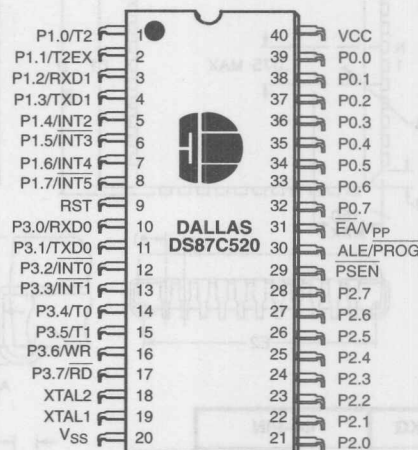 P1.0/T2 1 40 VCC
P1.1/T2EX 2 39 P0.0
P1.2/RXD1 3 38 P0.1
P1.3/TXD1 4 37 P0.2
P1.4/INT2 5 36 P0.3
P1.5/INT3 6 35 P0.4
P1.6/INT4 7 34 P0.5
P1.7/INT5 8 33 P0.6
RST 9 32 P0.7
P3.0/RXD0 10 DALLAS 31 EA/VPP
P3.1/TXD0 11 DS87C520 30 ALE/PROG
P3.2/INT0 12 29 PSEN
P3.3/INT1 13 28 P2.7
P3.4/T0 14 27 P2.6
P3.5/T1 15 26 P2.5
P3.6/WR 16 25 P2.4
P3.7/RD 17 24 P2.3
XTAL2 18 23 P2.2
XTAL1 19 22 P2.1
VSS 20 21 P2.0